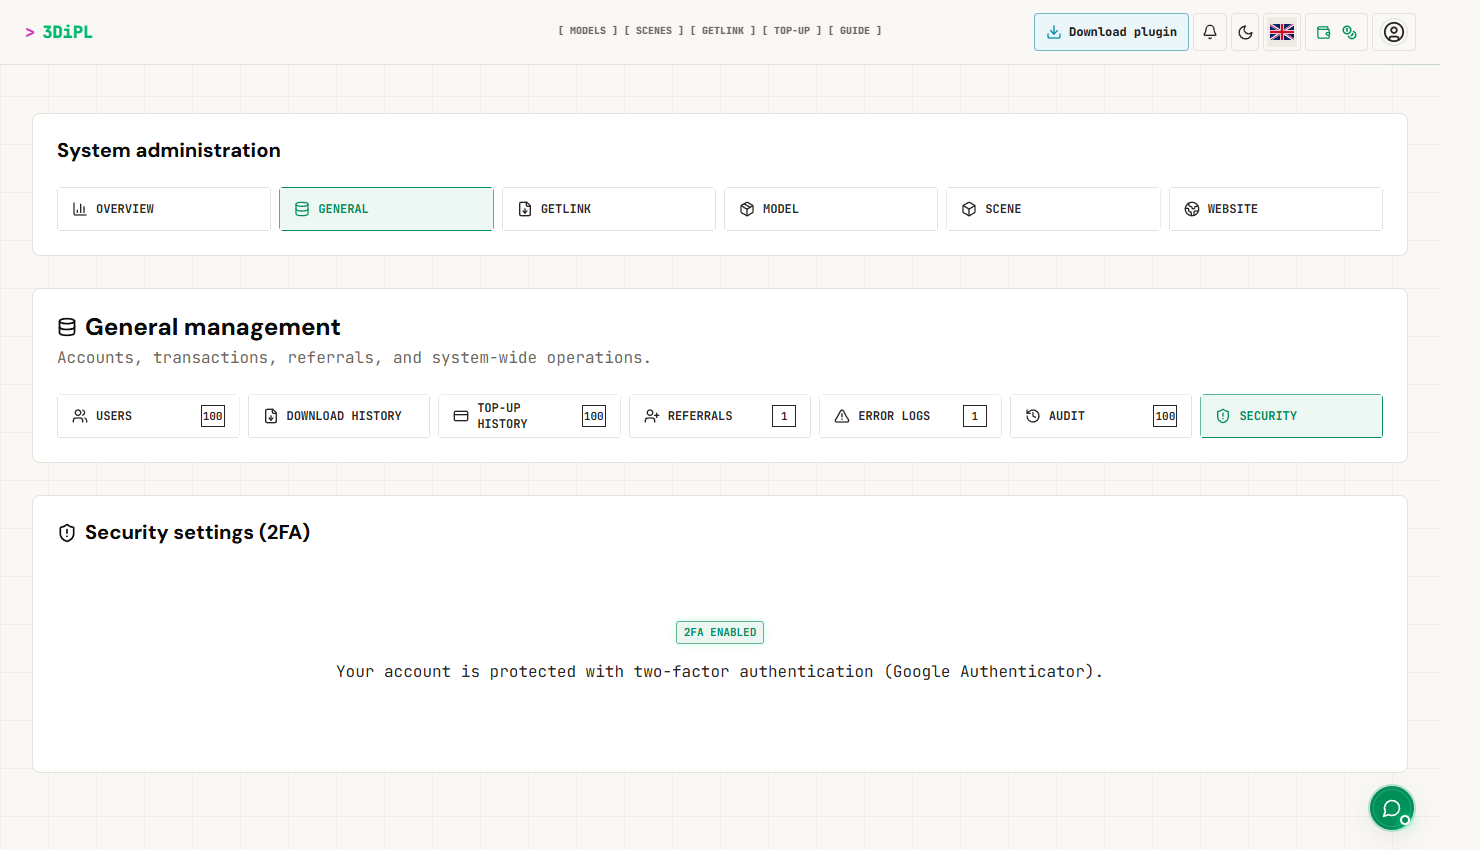 > 3DiPL
[ MODELS ] [ SCENES ] [ GETLINK ] [ TOP-UP ] [ GUIDE ]
Download plugin
System administration
OVERVIEW
GENERAL
GETLINK
MODEL
SCENE
WEBSITE
General management
Accounts, transactions, referrals, and system-wide operations.
USERS 100
DOWNLOAD HISTORY
TOP-UP
HISTORY 100
REFERRALS 1
ERROR LOGS 1
AUDIT 100
SECURITY
Security settings (2FA)
2FA ENABLED
Your account is protected with two-factor authentication (Google Authenticator).